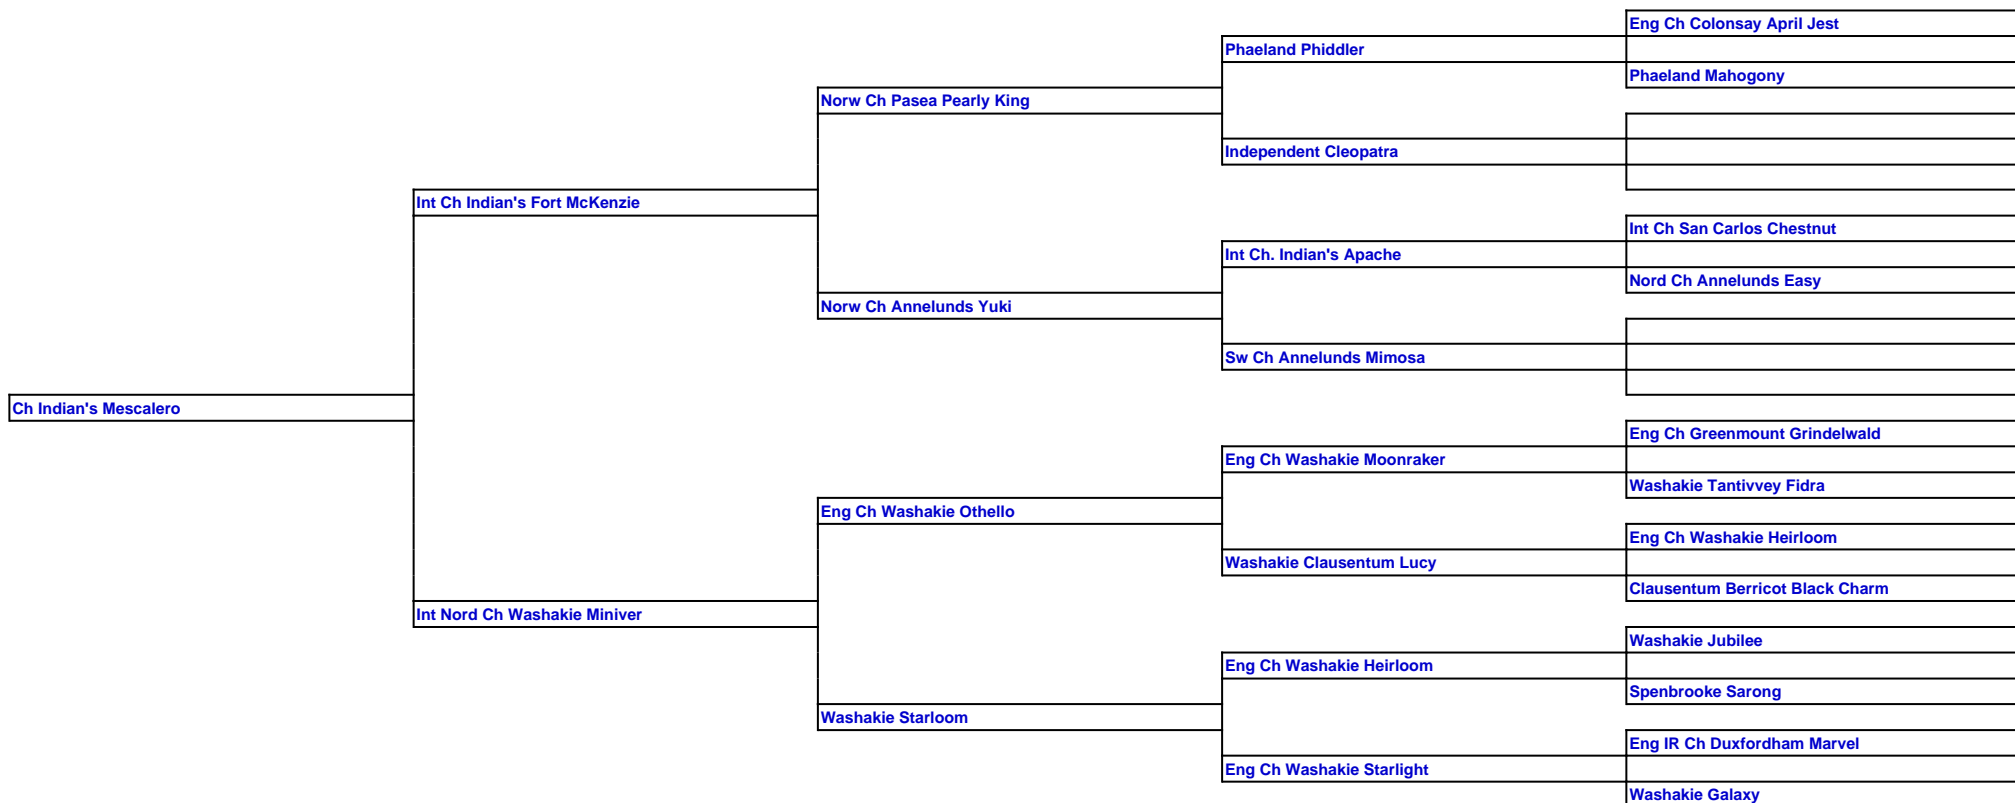 Eng Ch Colonsay April Jest
Phaeland Phiddler
Phaeland Mahogony
Norw Ch Pasea Pearly King
Independent Cleopatra
Int Ch Indian's Fort McKenzie
Int Ch San Carlos Chestnut
Int Ch. Indian's Apache
Nord Ch Annelunds Easy
Norw Ch Annelunds Yuki
Sw Ch Annelunds Mimosa
Ch Indian's Mescalero
Eng Ch Greenmount Grindelwald
Eng Ch Washakie Moonraker
Washakie Tantivvey Fidra
Eng Ch Washakie Othello
Eng Ch Washakie Heirloom
Washakie Clausentum Lucy
Clausentum Berricot Black Charm
Int Nord Ch Washakie Miniver
Washakie Jubilee
Eng Ch Washakie Heirloom
Spenbrooke Sarong
Washakie Starloom
Eng IR Ch Duxfordham Marvel
Eng Ch Washakie Starlight
Washakie Galaxy